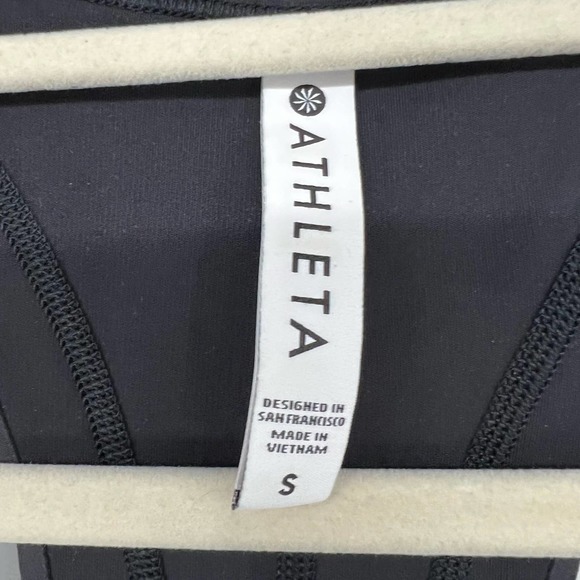 ATHLETA
DESIGNED IN
SAN FRANCISCO
MADE IN
VIETNAM
S